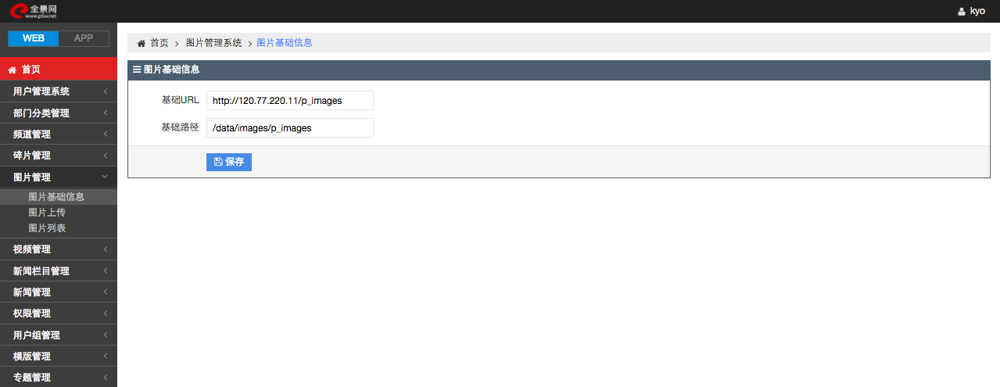 全景网
www.p5w.net
kyo
WEB
APP
首页
用户管理系统
部门分类管理
频道管理
碎片管理
图片管理
图片基础信息
图片上传
图片列表
视频管理
新闻栏目管理
新闻管理
权限管理
用户组管理
模版管理
专题管理
首页 > 图片管理系统 > 图片基础信息
图片基础信息
基础URL http://120.77.220.11/p_images
基础路径 /data/images/p_images
保存